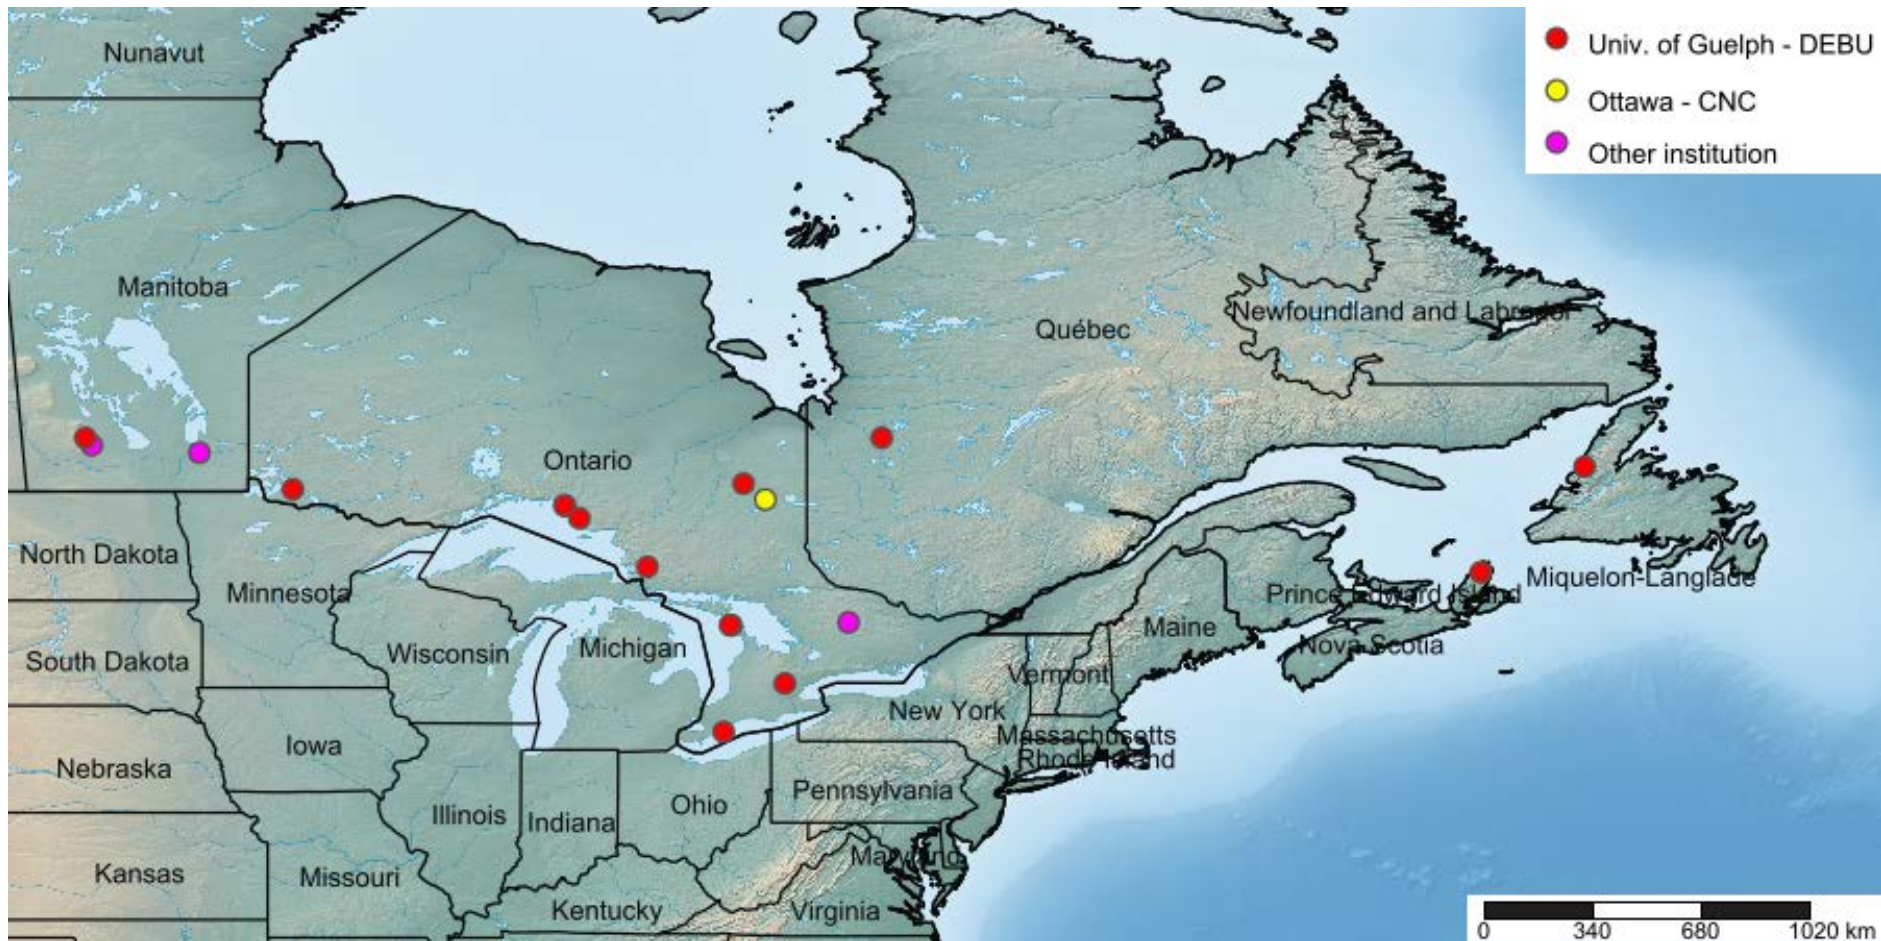 Nunavut
Univ. of Guelph - DEBU
Ottawa - CNC
Other institution
Manitoba
Newfoundland and Labrador
Québec
Ontario
North Dakota
Minnesota
Miquelon-Langlade
Prince Edward Island
Maine
Nova Scotia
South Dakota
Wisconsin
Michigan
Vermont
New York
Massachusetts
Rhode Island
Iowa
Nebraska
Pennsylvania
Illinois
Indiana
Ohio
Maryland
Kansas
Missouri
Kentucky
Virginia
0 340 680 1020 km